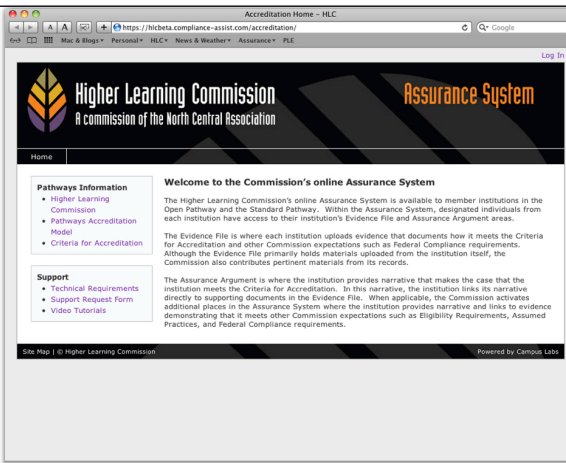 Accreditation Home – HLC
A A + https://hlcbeta.compliance-assist.com/accreditation/ Google
Mac & Blogs Personal HLC News & Weather Assurance PLE
Log In
Higher Learning Commission
A commission of the North Central Association
Assurance System
Home
Pathways Information
• Higher Learning
Commission
• Pathways Accreditation
Model
• Criteria for Accreditation
Support
• Technical Requirements
• Support Request Form
• Video Tutorials
Welcome to the Commission's online Assurance System
The Higher Learning Commission's online Assurance System is available to member institutions in the
Open Pathway and the Standard Pathway. Within the Assurance System, designated individuals from
each institution have access to their institution's Evidence File and Assurance Argument areas.
The Evidence File is where each institution uploads evidence that documents how it meets the Criteria
for Accreditation and other Commission expectations such as Federal Compliance requirements.
Although the Evidence File primarily holds materials uploaded from the institution itself, the
Commission also contributes pertinent materials from its records.
The Assurance Argument is where the institution provides narrative that makes the case that the
institution meets the Criteria for Accreditation. In this narrative, the institution links its narrative
directly to supporting documents in the Evidence File. When applicable, the Commission activates
additional places in the Assurance System where the institution provides narrative and links to evidence
demonstrating that it meets other Commission expectations such as Eligibility Requirements, Assumed
Practices, and Federal Compliance requirements.
Site Map | © Higher Learning Commission Powered by Campus Labs